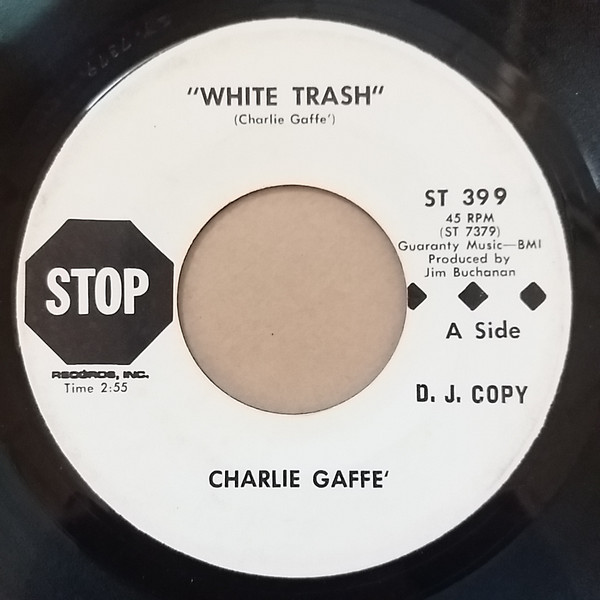 "WHITE TRASH"
(Charlie Gaffe')
ST 399
45 RPM
(ST 7379)
Guaranty Music—BMI
Produced by
Jim Buchanan
A Side
D. J. COPY
STOP
RECORDS, INC.
Time 2:55
CHARLIE GAFFE'